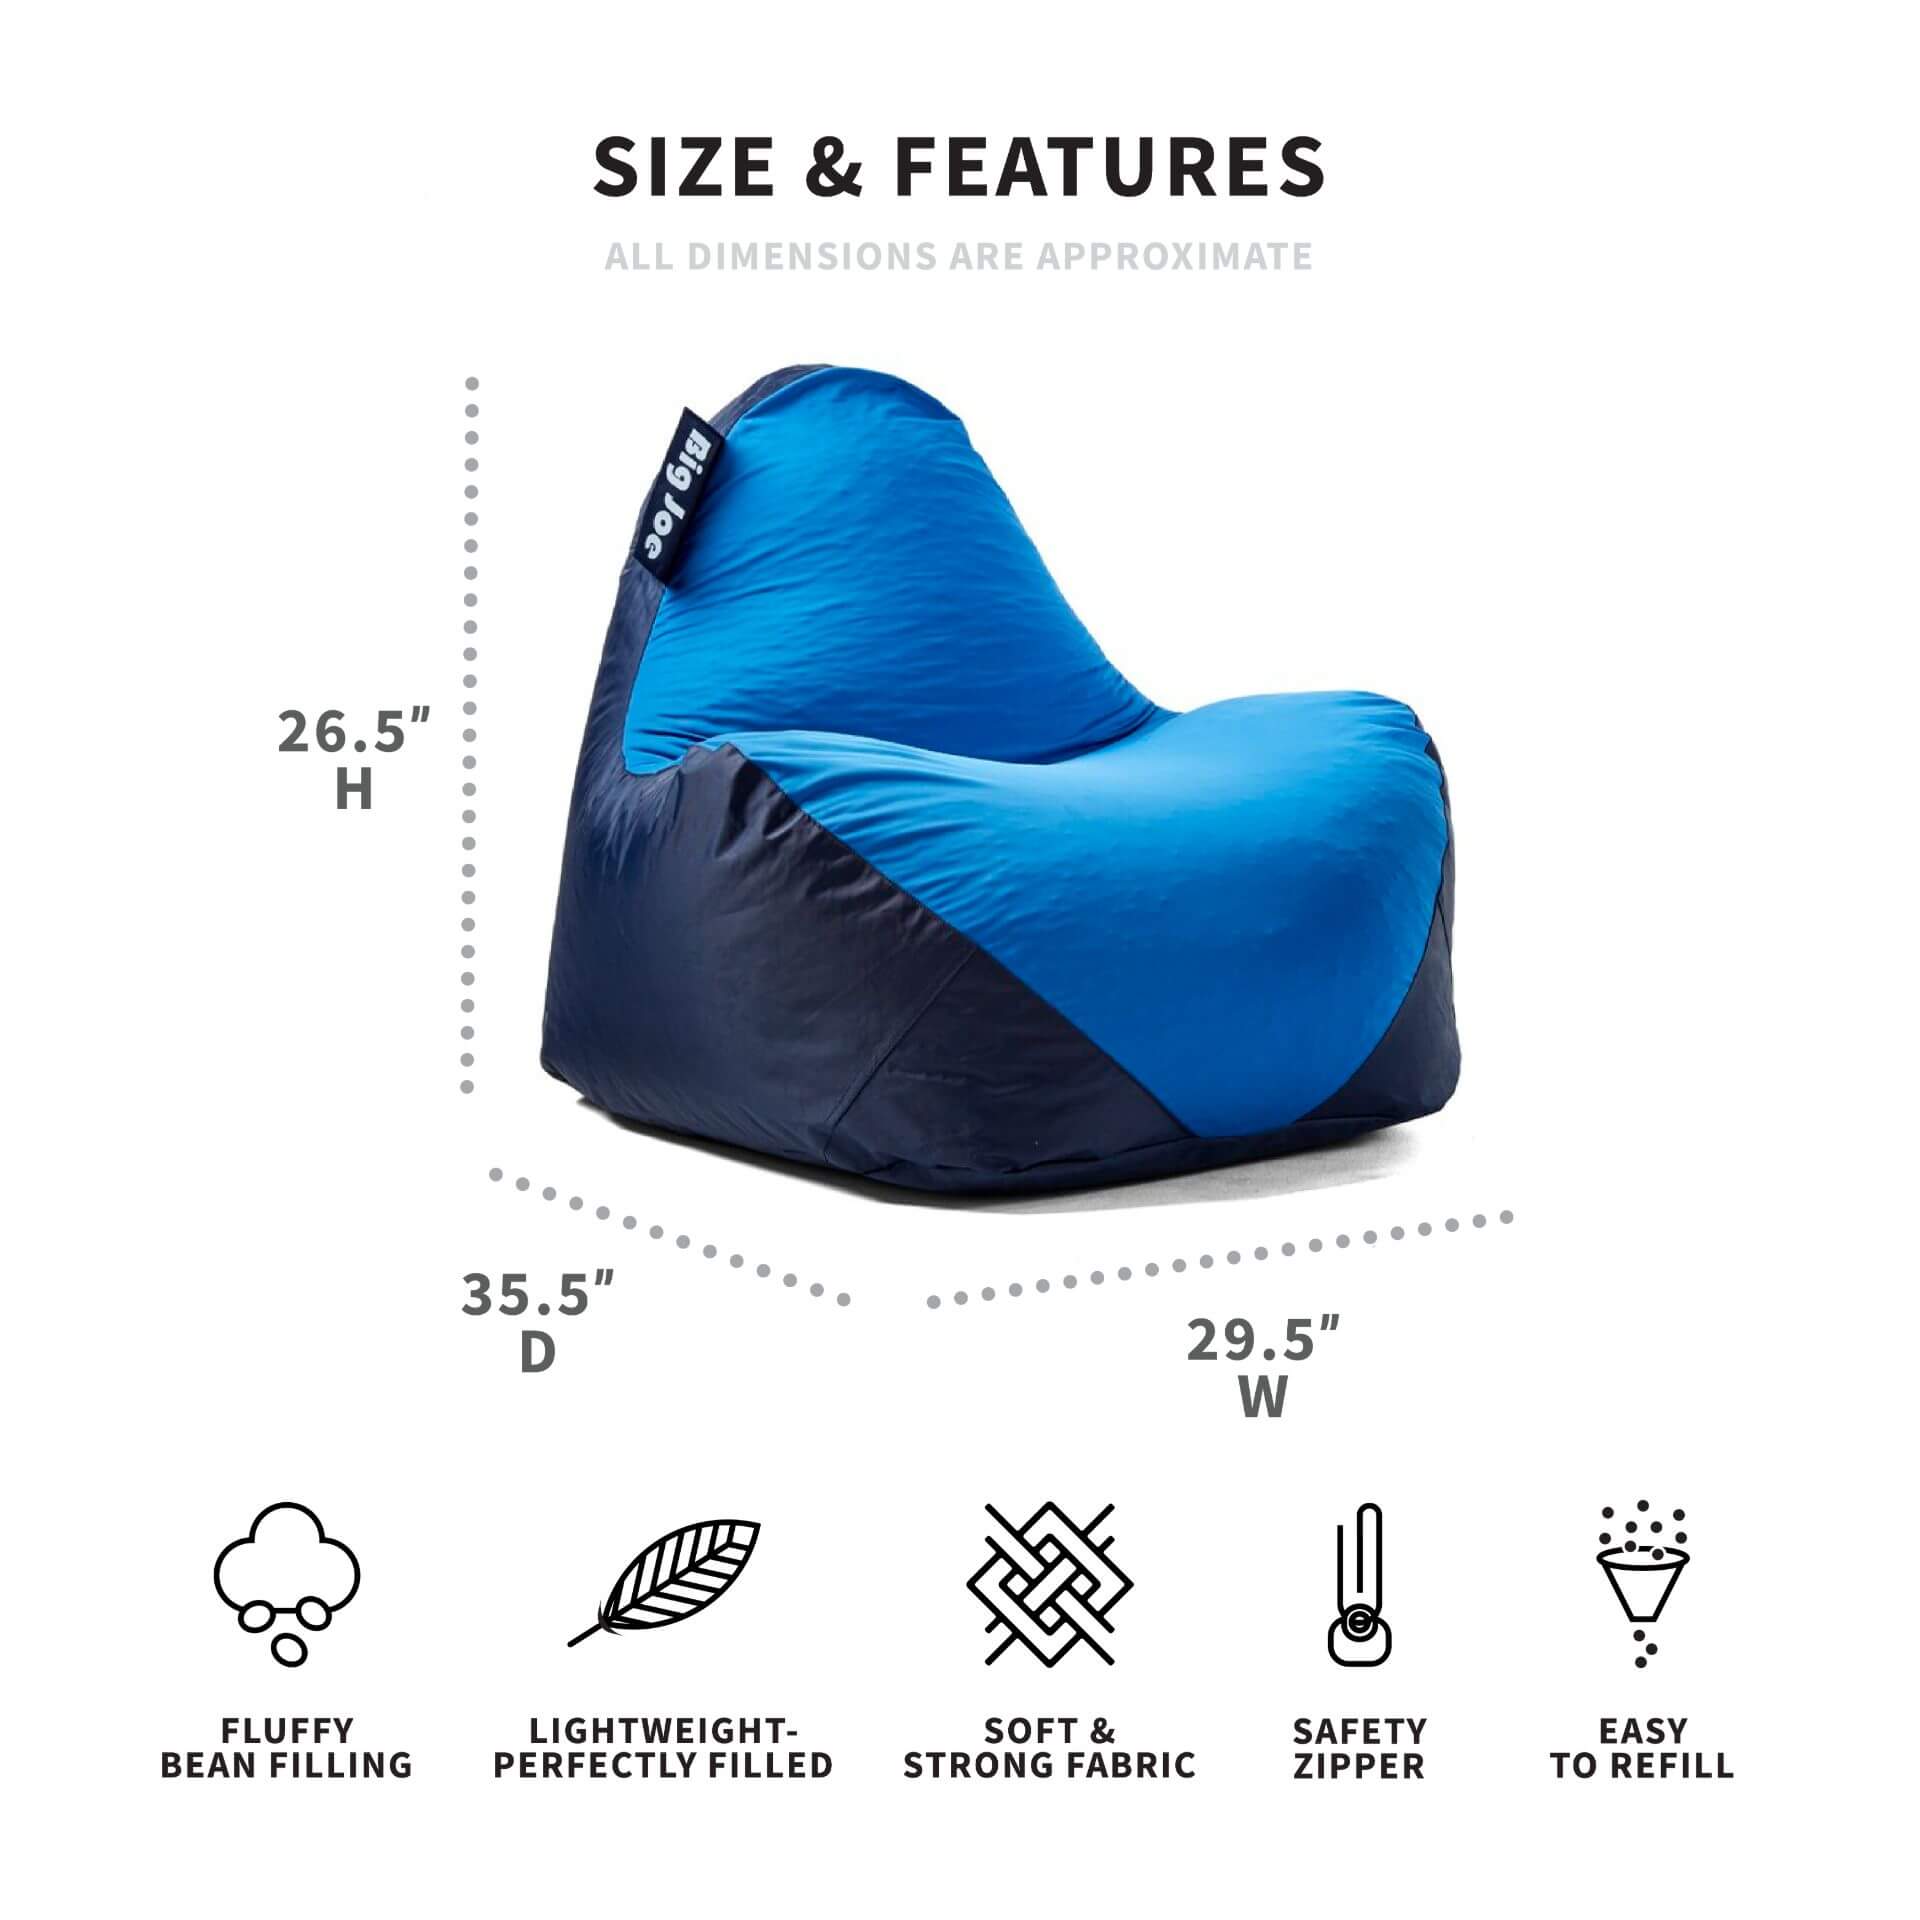 SIZE & FEATURES
ALL DIMENSIONS ARE APPROXIMATE
Big Joe
26.5"
H
35.5"
D
29.5"
W
FLUFFY
BEAN FILLING
LIGHTWEIGHT-
PERFECTLY FILLED
SOFT &
STRONG FABRIC
SAFETY
ZIPPER
EASY
TO REFILL